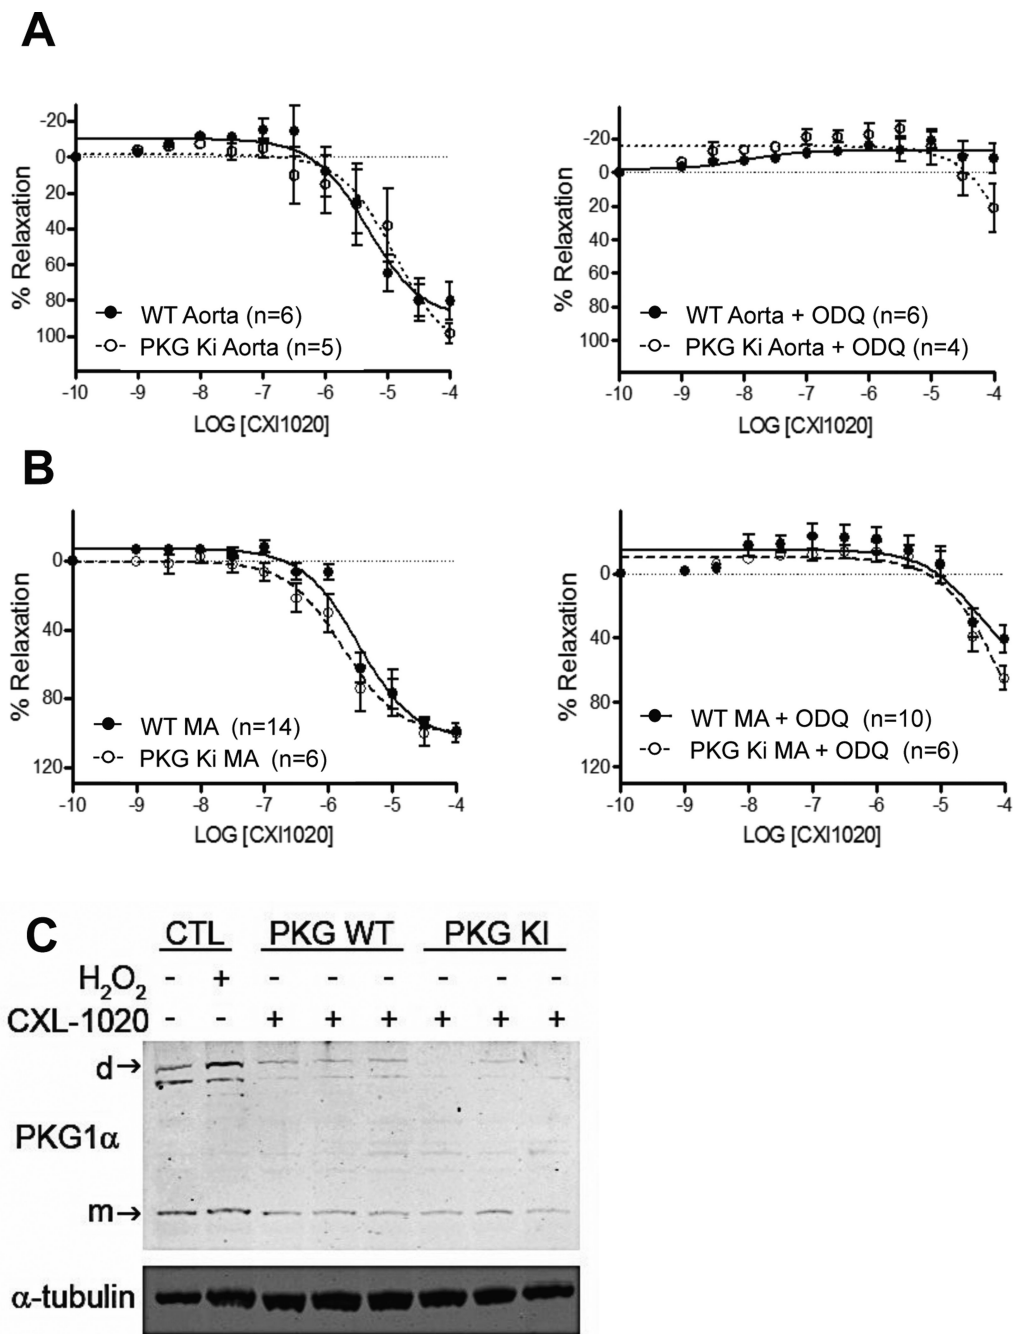 A
-20
0
20
40
60
80
100
% Relaxation
WT Aorta (n=6)
PKG Ki Aorta (n=5)
-10 -9 -8 -7 -6 -5 -4
LOG [CXl1020]
-20
0
20
40
60
80
100
% Relaxation
WT Aorta + ODQ (n=6)
PKG Ki Aorta + ODQ (n=4)
-10 -9 -8 -7 -6 -5 -4
LOG [CXl1020]
B
0
40
80
120
% Relaxation
WT MA (n=14)
PKG Ki MA (n=6)
-10 -9 -8 -7 -6 -5 -4
LOG [CXl1020]
0
40
80
120
% Relaxation
WT MA + ODQ (n=10)
PKG Ki MA + ODQ (n=6)
-10 -9 -8 -7 -6 -5 -4
LOG [CXl1020]
C
CTL PKG WT PKG KI
H₂O₂ - + - - - - - -
CXL-1020 - - + + + + + +
d→
PKG1α
m→
α-tubulin